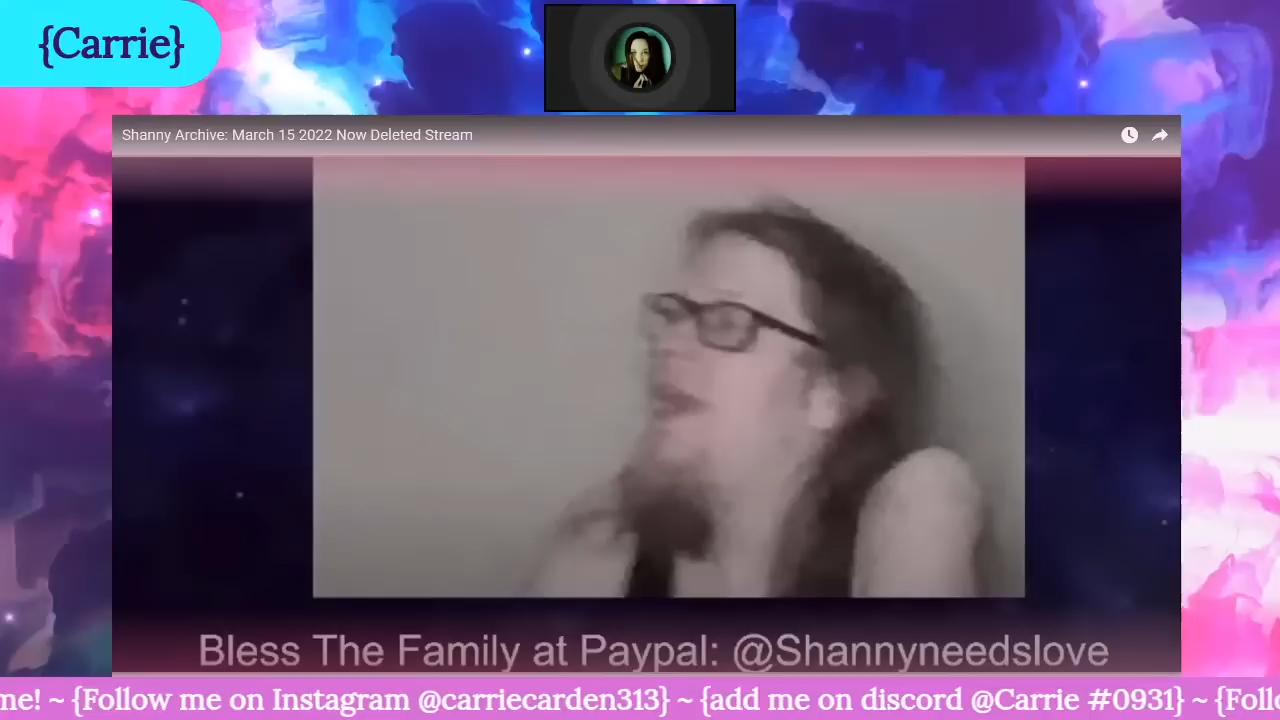 {Carrie}
Shanny Archive: March 15 2022 Now Deleted Stream
Bless The Family at Paypal: @Shannyneedslove
me! ~ {Follow me on Instagram @carriecarden313} ~ {add me on discord @Carrie #0931} ~ {Follo